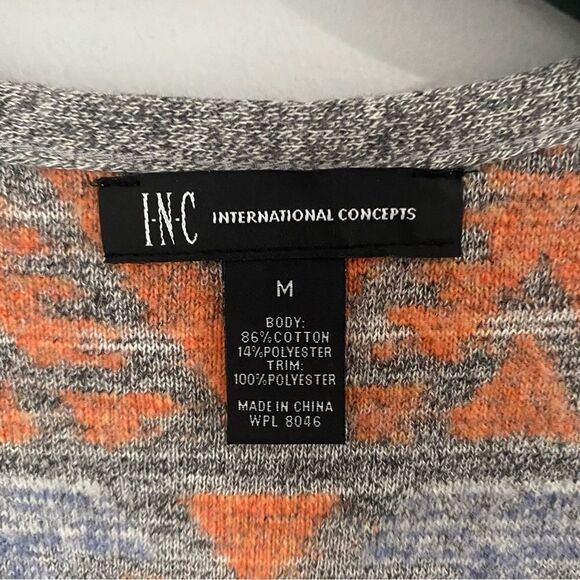 I·N·C INTERNATIONAL CONCEPTS
M
BODY:
86% COTTON
14% POLYESTER
TRIM:
100% POLYESTER
MADE IN CHINA
WPL 8046